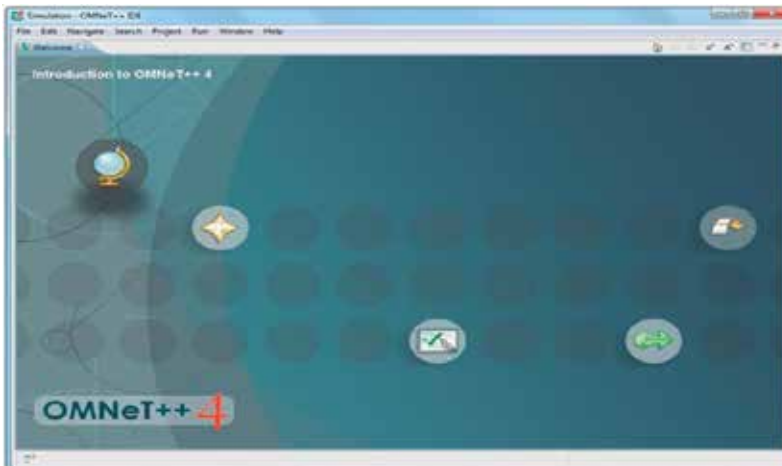 Simulation - OMNeT++ IDE
File Edit Navigate Search Project Run Window Help
Welcome
Introduction to OMNeT++ 4
OMNeT++ 4